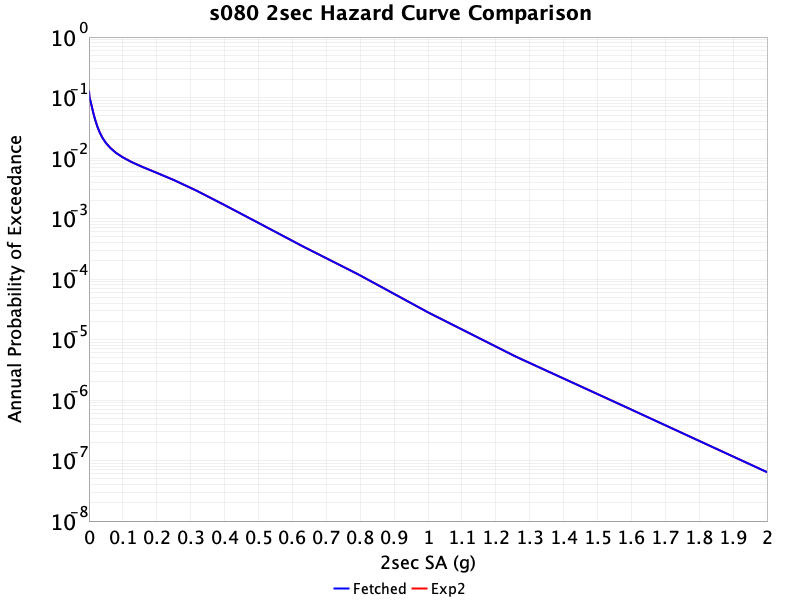 s080 2sec Hazard Curve Comparison
Annual Probability of Exceedance
10^0
10^-1
10^-2
10^-3
10^-4
10^-5
10^-6
10^-7
10^-8
0 0.1 0.2 0.3 0.4 0.5 0.6 0.7 0.8 0.9 1 1.1 1.2 1.3 1.4 1.5 1.6 1.7 1.8 1.9 2
2sec SA (g)
Fetched Exp2